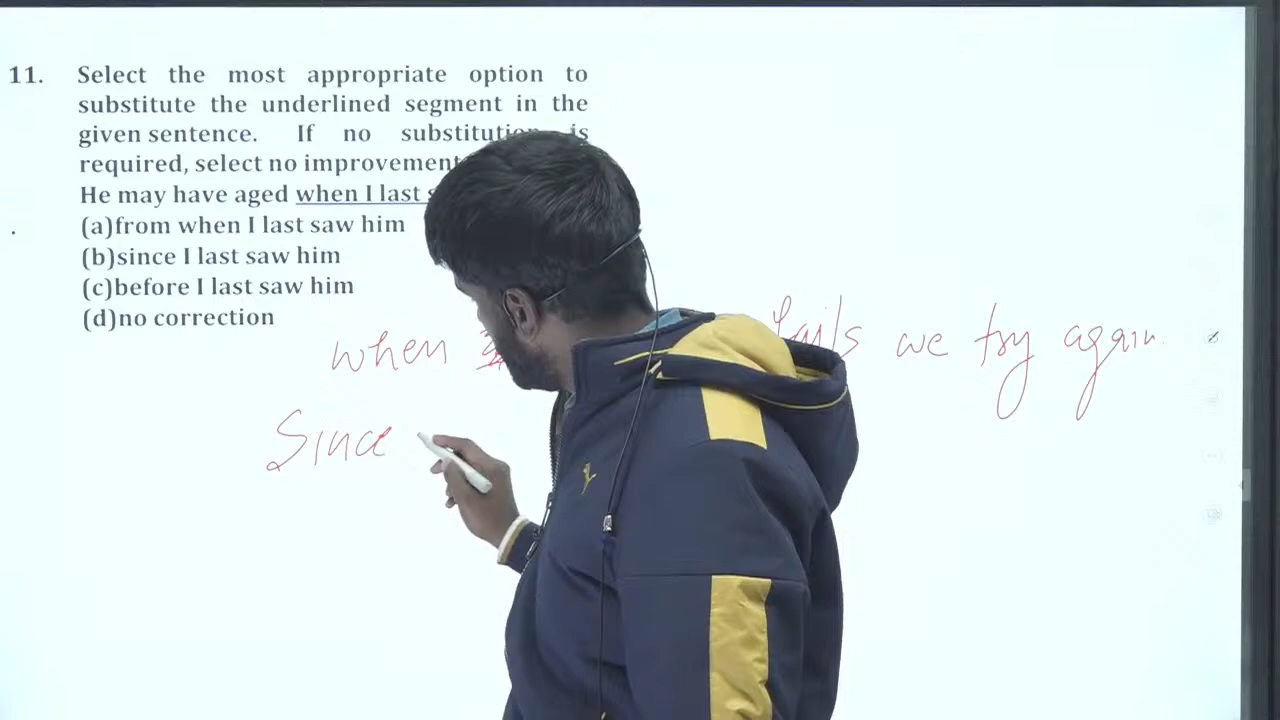 11. Select the most appropriate option to
substitute the underlined segment in the
given sentence. If no substitution is
required, select no improvement
He may have aged when I last
(a)from when I last saw him
(b)since I last saw him
(c)before I last saw him
(d)no correction
when fails we try again.
Since